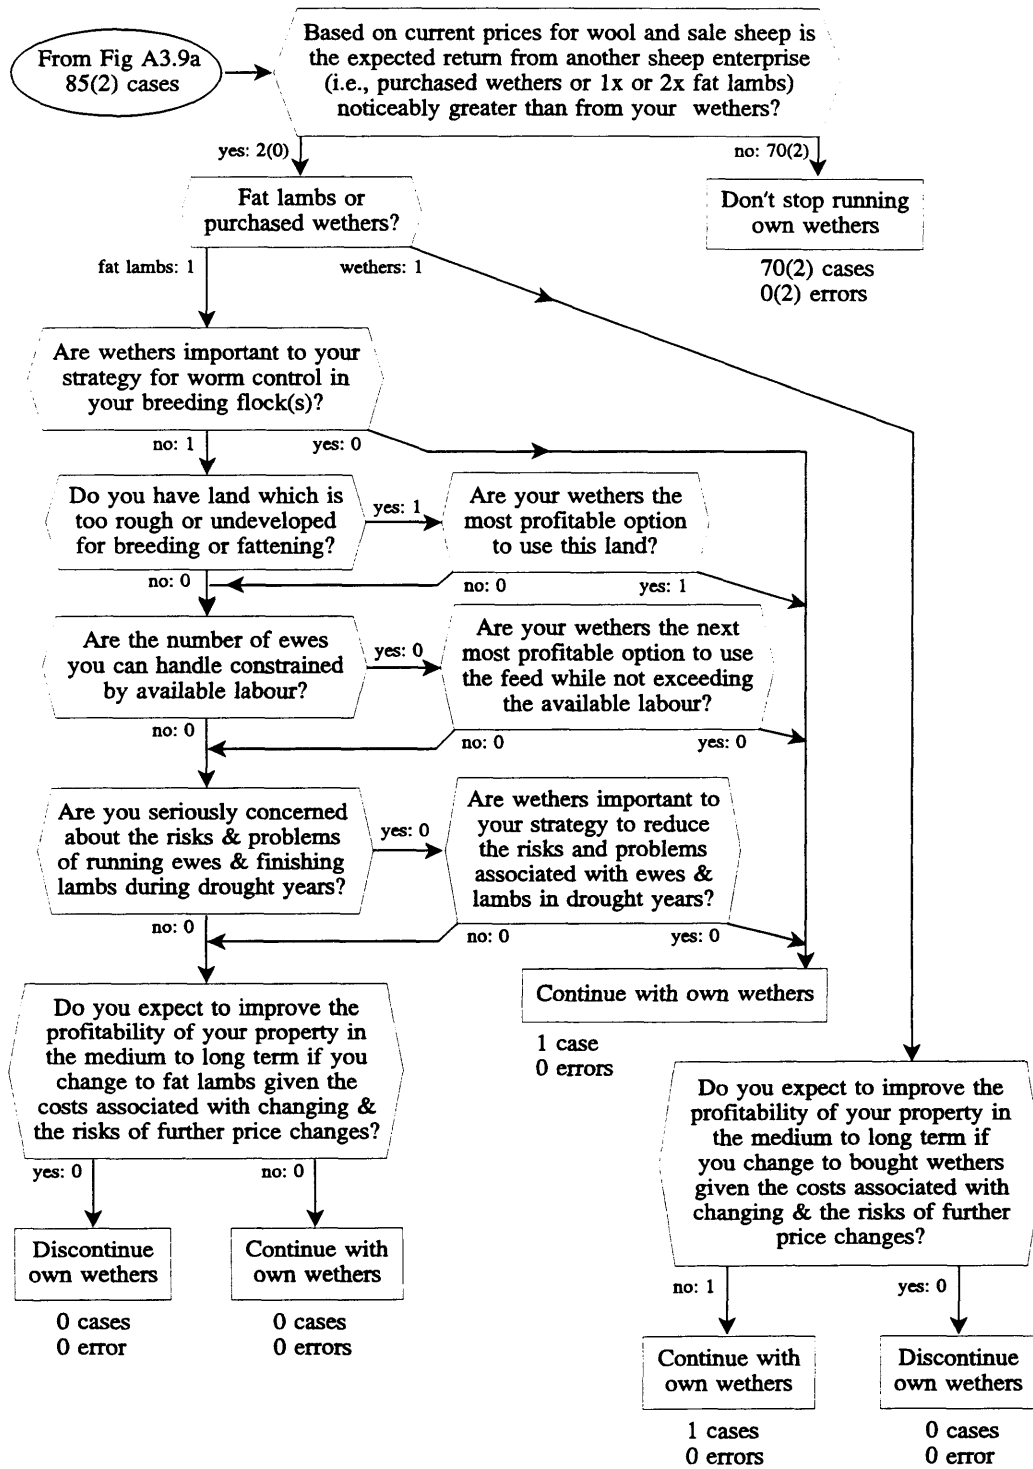 From Fig A3.9a
85(2) cases
Based on current prices for wool and sale sheep is
the expected return from another sheep enterprise
(i.e., purchased wethers or 1x or 2x fat lambs)
noticeably greater than from your wethers?
yes: 2(0)
no: 70(2)
Fat lambs or
purchased wethers?
Don't stop running
own wethers
70(2) cases
0(2) errors
fat lambs: 1
wethers: 1
Are wethers important to your
strategy for worm control in
your breeding flock(s)?
no: 1
yes: 0
Do you have land which is
too rough or undeveloped
for breeding or fattening?
yes: 1
Are your wethers the
most profitable option
to use this land?
no: 0
no: 0
yes: 1
Are the number of ewes
you can handle constrained
by available labour?
yes: 0
Are your wethers the next
most profitable option to use
the feed while not exceeding
the available labour?
no: 0
no: 0
yes: 0
Are you seriously concerned
about the risks & problems
of running ewes & finishing
lambs during drought years?
yes: 0
Are wethers important to
your strategy to reduce
the risks and problems
associated with ewes &
lambs in drought years?
no: 0
no: 0
yes: 0
Continue with own wethers
1 case
0 errors
Do you expect to improve the
profitability of your property in
the medium to long term if you
change to fat lambs given the
costs associated with changing &
the risks of further price changes?
yes: 0
no: 0
Discontinue
own wethers
0 cases
0 error
Continue with
own wethers
0 cases
0 errors
Do you expect to improve the
profitability of your property in
the medium to long term if
you change to bought wethers
given the costs associated with
changing & the risks of further
price changes?
no: 1
yes: 0
Continue with
own wethers
1 cases
0 errors
Discontinue
own wethers
0 cases
0 error